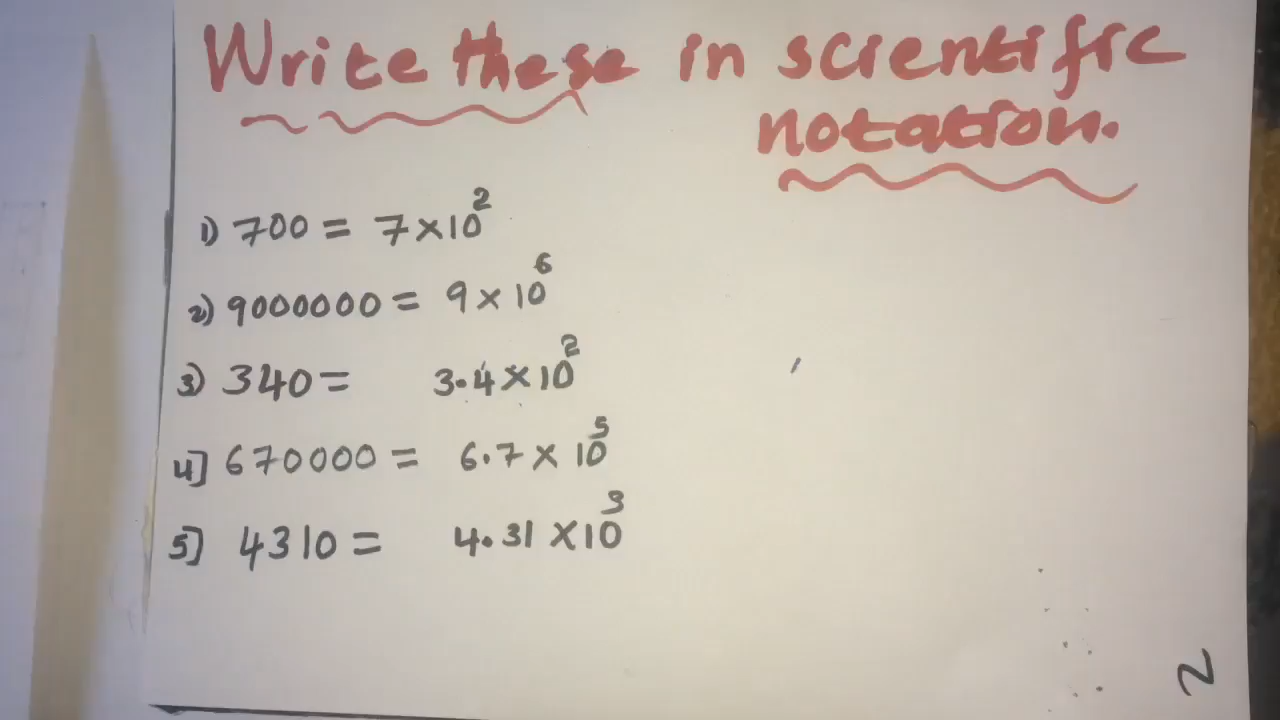 Write these in scientific
notation.
1) 700 = 7×10²
2) 9000000 = 9 × 10⁶
3) 340 = 3.4 × 10²
4] 670000 = 6.7 × 10⁵
5] 4310 = 4.31 × 10³
2